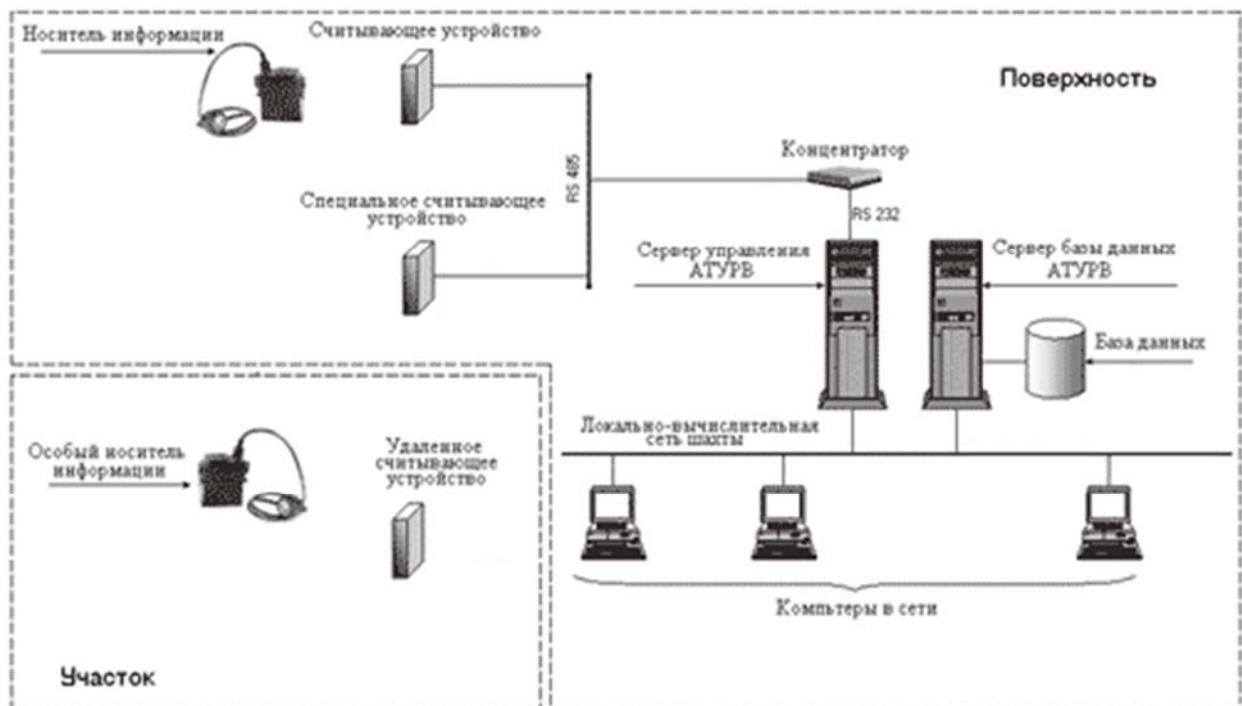 Носитель информации
Считывающее устройство
Поверхность
Концентратор
RS 485
RS 232
Специальное считывающее
устройство
Сервер управления
АТУРВ
Сервер базы данных
АТУРВ
База данных
Локально-вычислительная
сеть шахты
Особый носитель
информации
Удаленное
считывающее
устройство
Компьтеры в сети
Участок